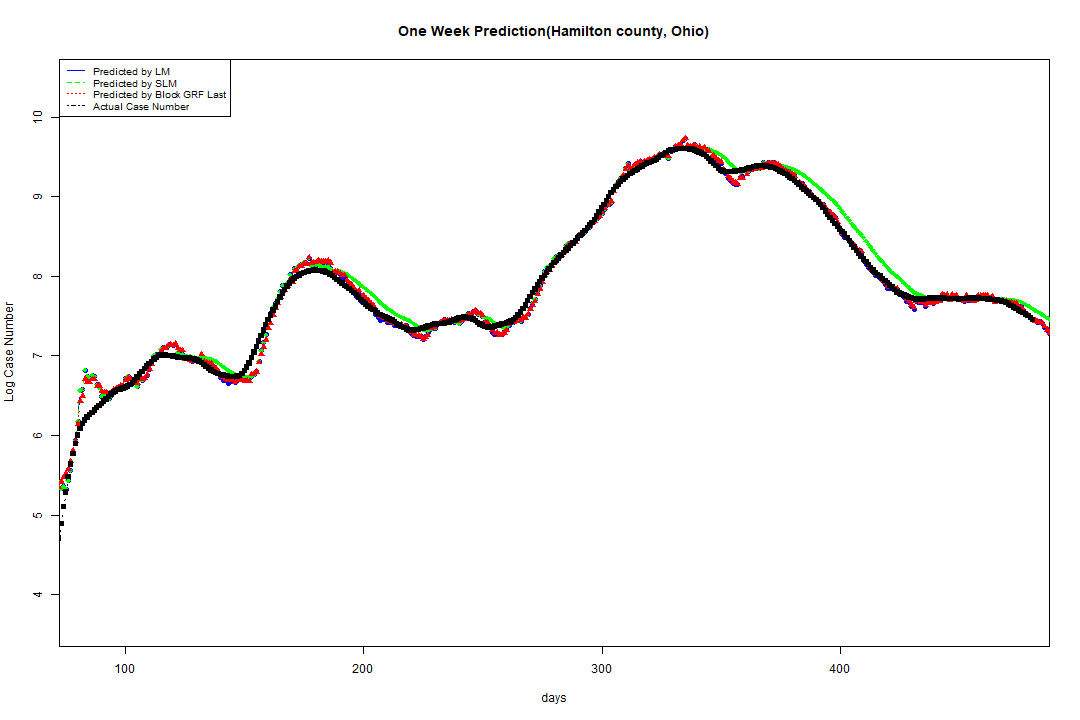 One Week Prediction(Hamilton county, Ohio)
Predicted by LM
Predicted by SLM
Predicted by Block GRF Last
Actual Case Number
10
9
8
7
6
5
4
Log Case Number
100 200 300 400
days